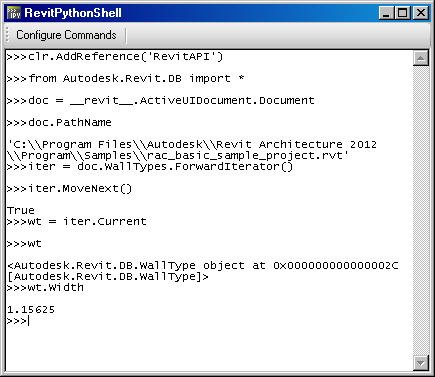 RevitPythonShell
Configure Commands
>>>clr.AddReference('RevitAPI')
>>>from Autodesk.Revit.DB import *
>>>doc = __revit__.ActiveUIDocument.Document
>>>doc.PathName
'C:\\Program Files\\Autodesk\\Revit Architecture 2012
\\Program\\Samples\\rac_basic_sample_project.rvt'
>>>iter = doc.WallTypes.ForwardIterator()
>>>iter.MoveNext()
True
>>>wt = iter.Current
>>>wt
<Autodesk.Revit.DB.WallType object at 0x000000000000002C
[Autodesk.Revit.DB.WallType]>
>>>wt.Width
1.15625
>>>